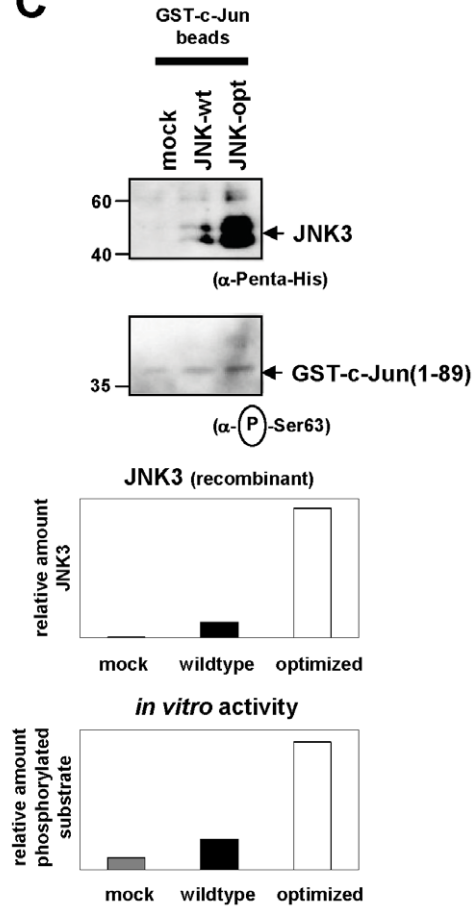 C
GST-c-Jun
beads
mock
JNK-wt
JNK-opt
60
JNK3
40
(α-Penta-His)
GST-c-Jun(1-89)
35
(α-P-Ser63)
JNK3 (recombinant)
relative amount
JNK3
mock wildtype optimized
in vitro activity
relative amount
phosphorylated
substrate
mock wildtype optimized